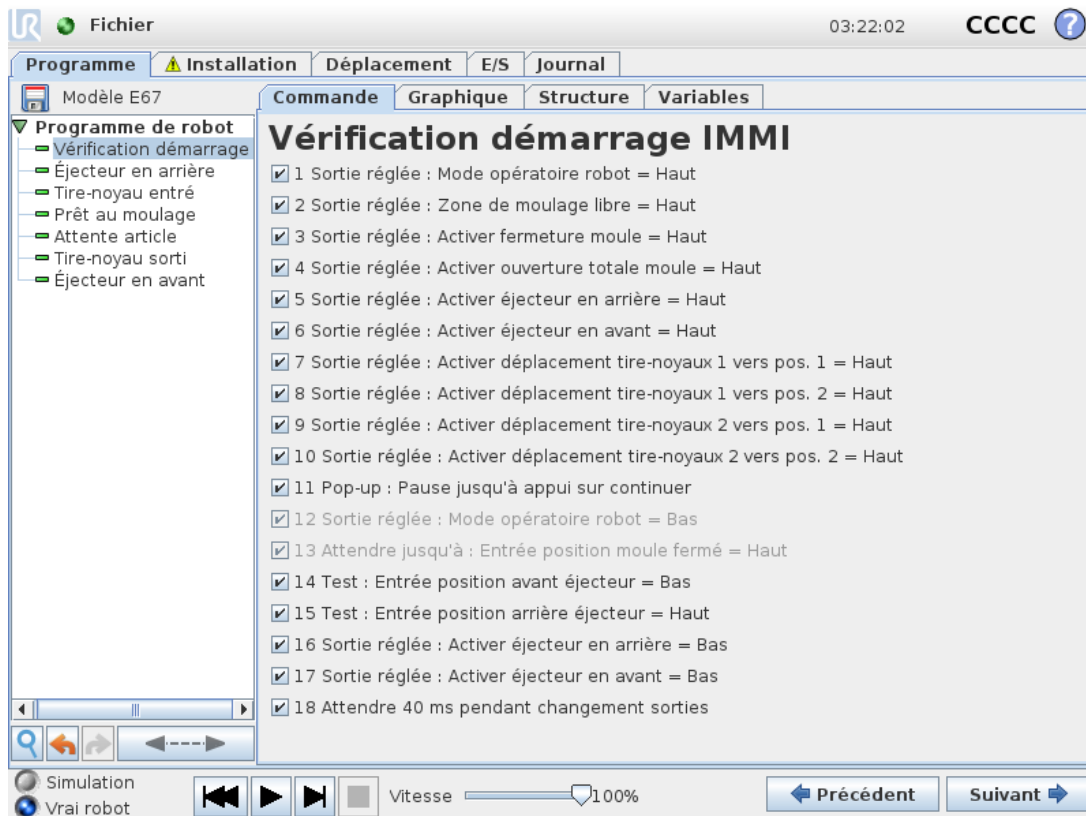 UR Fichier 03:22:02 CCCC ?
Programme Installation Déplacement E/S Journal
Modèle E67
Commande Graphique Structure Variables
Programme de robot
Vérification démarrage
Éjecteur en arrière
Tire-noyau entré
Prêt au moulage
Attente article
Tire-noyau sorti
Éjecteur en avant
Vérification démarrage IMMI
1 Sortie réglée : Mode opératoire robot = Haut
2 Sortie réglée : Zone de moulage libre = Haut
3 Sortie réglée : Activer fermeture moule = Haut
4 Sortie réglée : Activer ouverture totale moule = Haut
5 Sortie réglée : Activer éjecteur en arrière = Haut
6 Sortie réglée : Activer éjecteur en avant = Haut
7 Sortie réglée : Activer déplacement tire-noyaux 1 vers pos. 1 = Haut
8 Sortie réglée : Activer déplacement tire-noyaux 1 vers pos. 2 = Haut
9 Sortie réglée : Activer déplacement tire-noyaux 2 vers pos. 1 = Haut
10 Sortie réglée : Activer déplacement tire-noyaux 2 vers pos. 2 = Haut
11 Pop-up : Pause jusqu'à appui sur continuer
12 Sortie réglée : Mode opératoire robot = Bas
13 Attendre jusqu'à : Entrée position moule fermé = Haut
14 Test : Entrée position avant éjecteur = Bas
15 Test : Entrée position arrière éjecteur = Haut
16 Sortie réglée : Activer éjecteur en arrière = Bas
17 Sortie réglée : Activer éjecteur en avant = Bas
18 Attendre 40 ms pendant changement sorties
Simulation
Vrai robot
Vitesse 100%
Précédent Suivant